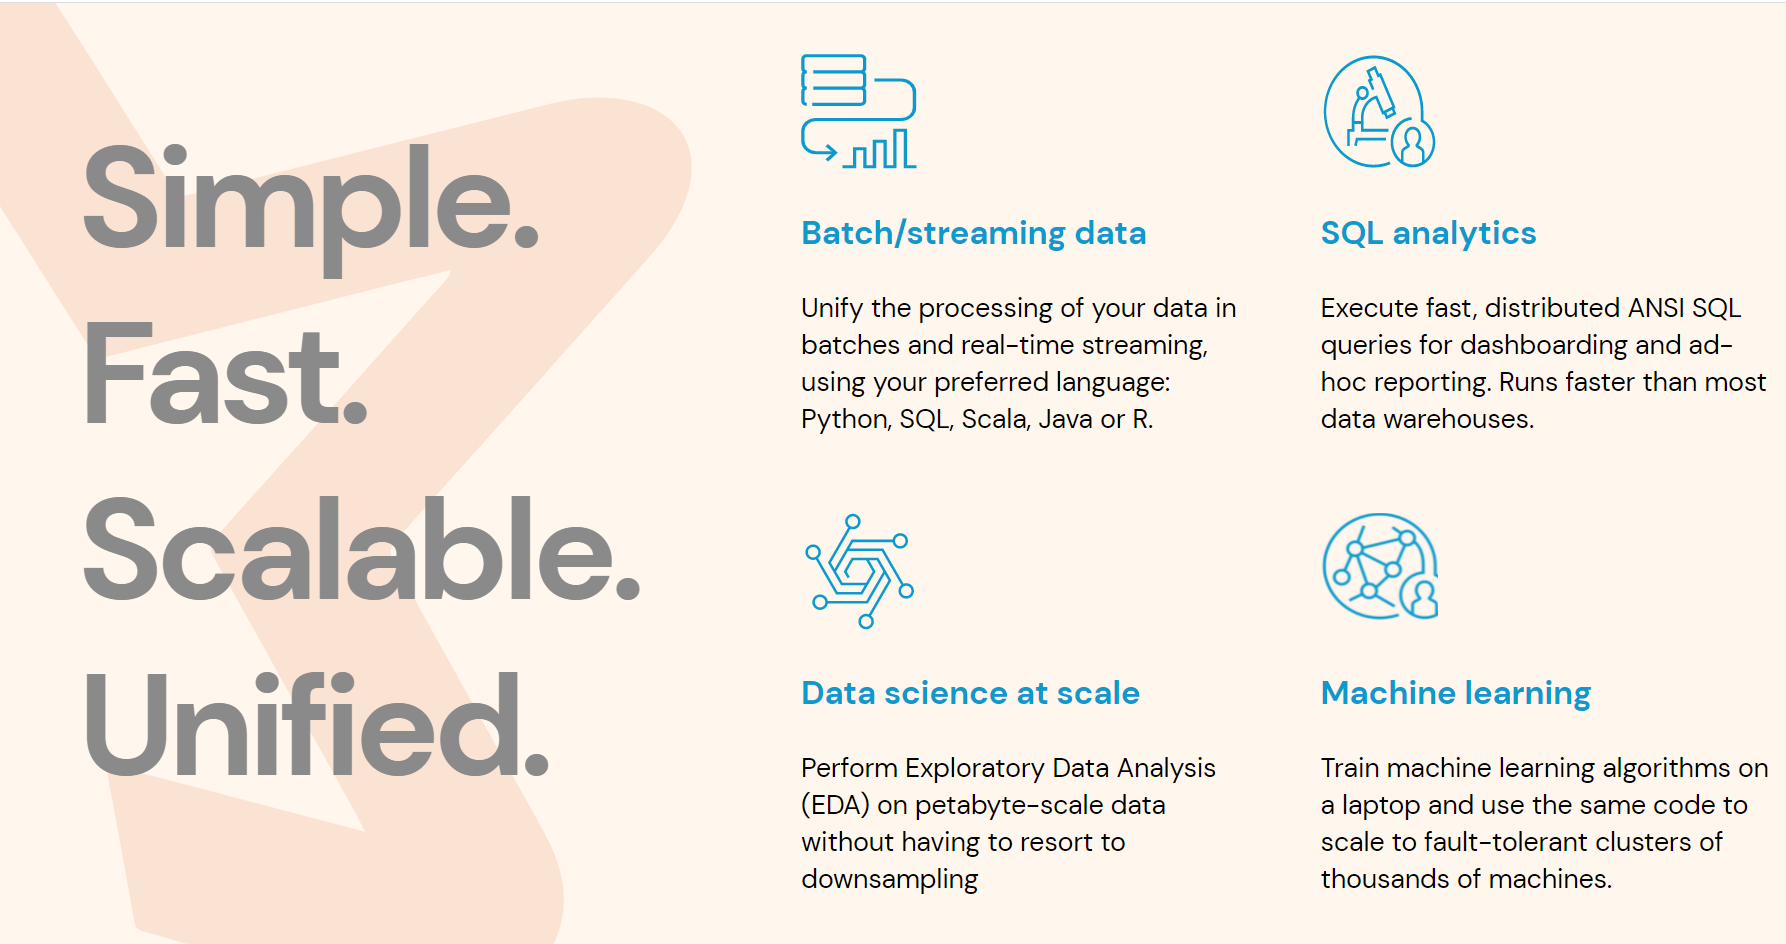 Simple.
Fast.
Scalable.
Unified.
Batch/streaming data
Unify the processing of your data in
batches and real-time streaming,
using your preferred language:
Python, SQL, Scala, Java or R.
SQL analytics
Execute fast, distributed ANSI SQL
queries for dashboarding and ad-
hoc reporting. Runs faster than most
data warehouses.
Data science at scale
Perform Exploratory Data Analysis
(EDA) on petabyte-scale data
without having to resort to
downsampling
Machine learning
Train machine learning algorithms on
a laptop and use the same code to
scale to fault-tolerant clusters of
thousands of machines.